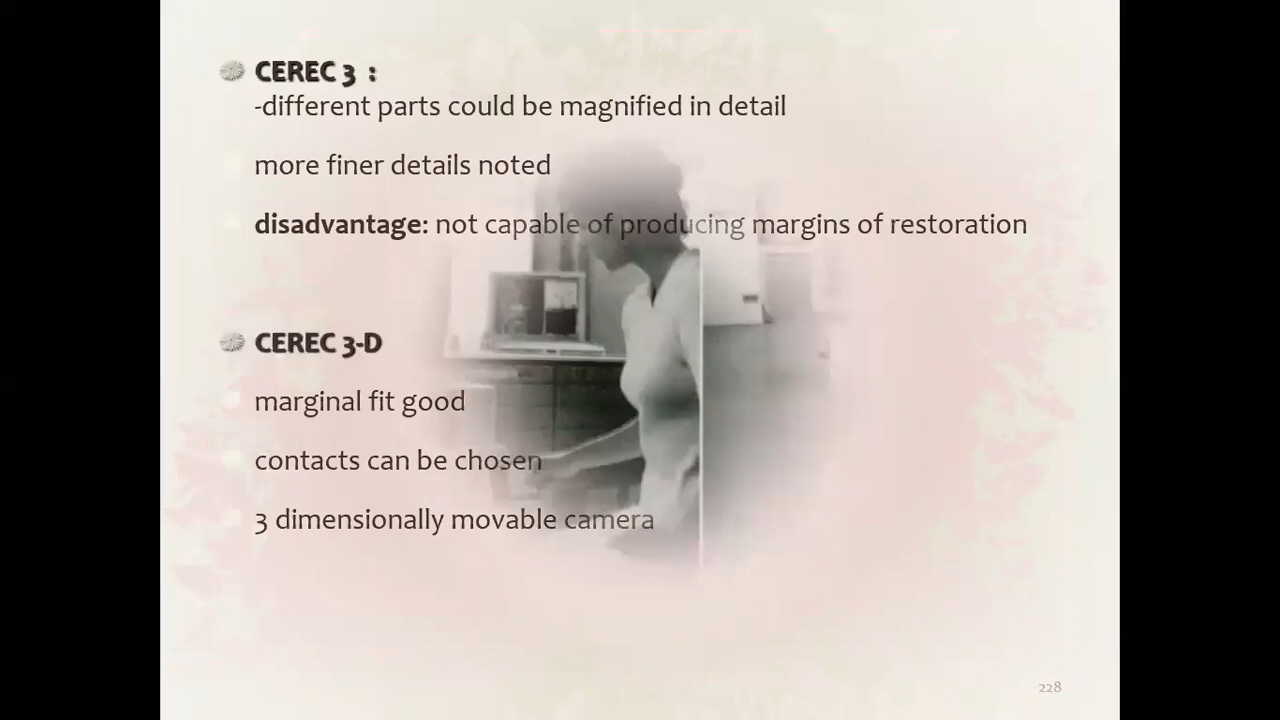 CEREC 3 :
-different parts could be magnified in detail
more finer details noted
disadvantage: not capable of producing margins of restoration
CEREC 3-D
marginal fit good
contacts can be chosen
3 dimensionally movable camera
228